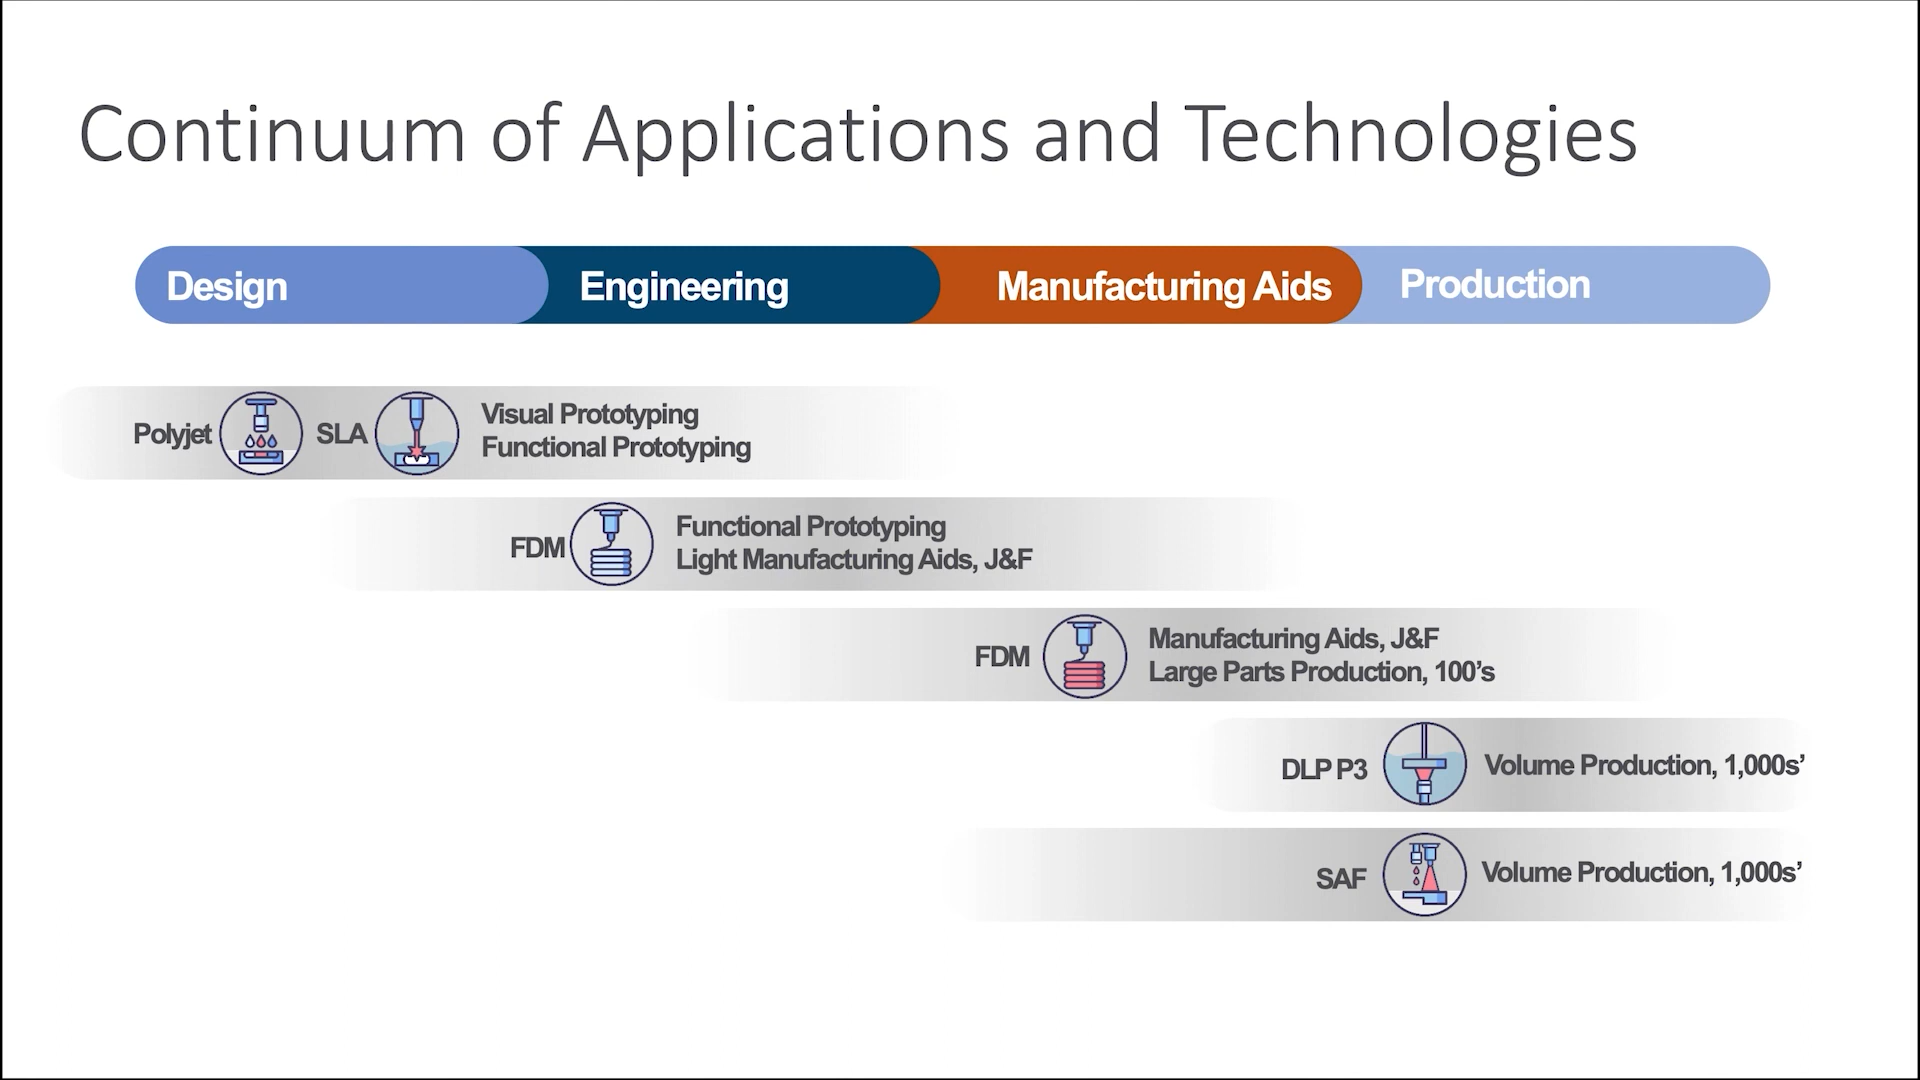 Continuum of Applications and Technologies
Design
Engineering
Manufacturing Aids
Production
Polyjet
SLA
Visual Prototyping
Functional Prototyping
FDM
Functional Prototyping
Light Manufacturing Aids, J&F
FDM
Manufacturing Aids, J&F
Large Parts Production, 100’s
DLP P3
Volume Production, 1,000s’
SAF
Volume Production, 1,000s’